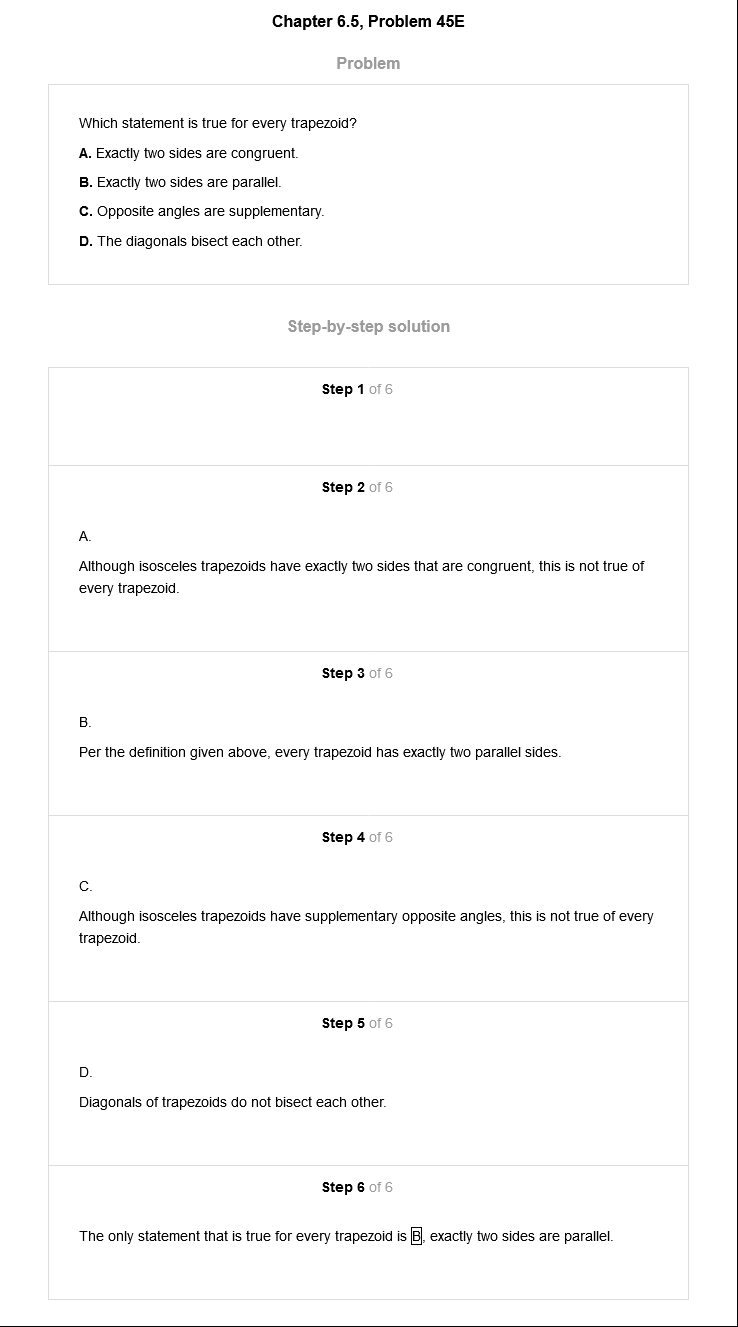 Chapter 6.5, Problem 45E
Problem
Which statement is true for every trapezoid?
A. Exactly two sides are congruent.
B. Exactly two sides are parallel.
C. Opposite angles are supplementary.
D. The diagonals bisect each other.
Step-by-step solution
Step 1 of 6
Step 2 of 6
A.
Although isosceles trapezoids have exactly two sides that are congruent, this is not true of
every trapezoid.
Step 3 of 6
B.
Per the definition given above, every trapezoid has exactly two parallel sides.
Step 4 of 6
C.
Although isosceles trapezoids have supplementary opposite angles, this is not true of every
trapezoid.
Step 5 of 6
D.
Diagonals of trapezoids do not bisect each other.
Step 6 of 6
The only statement that is true for every trapezoid is B, exactly two sides are parallel.